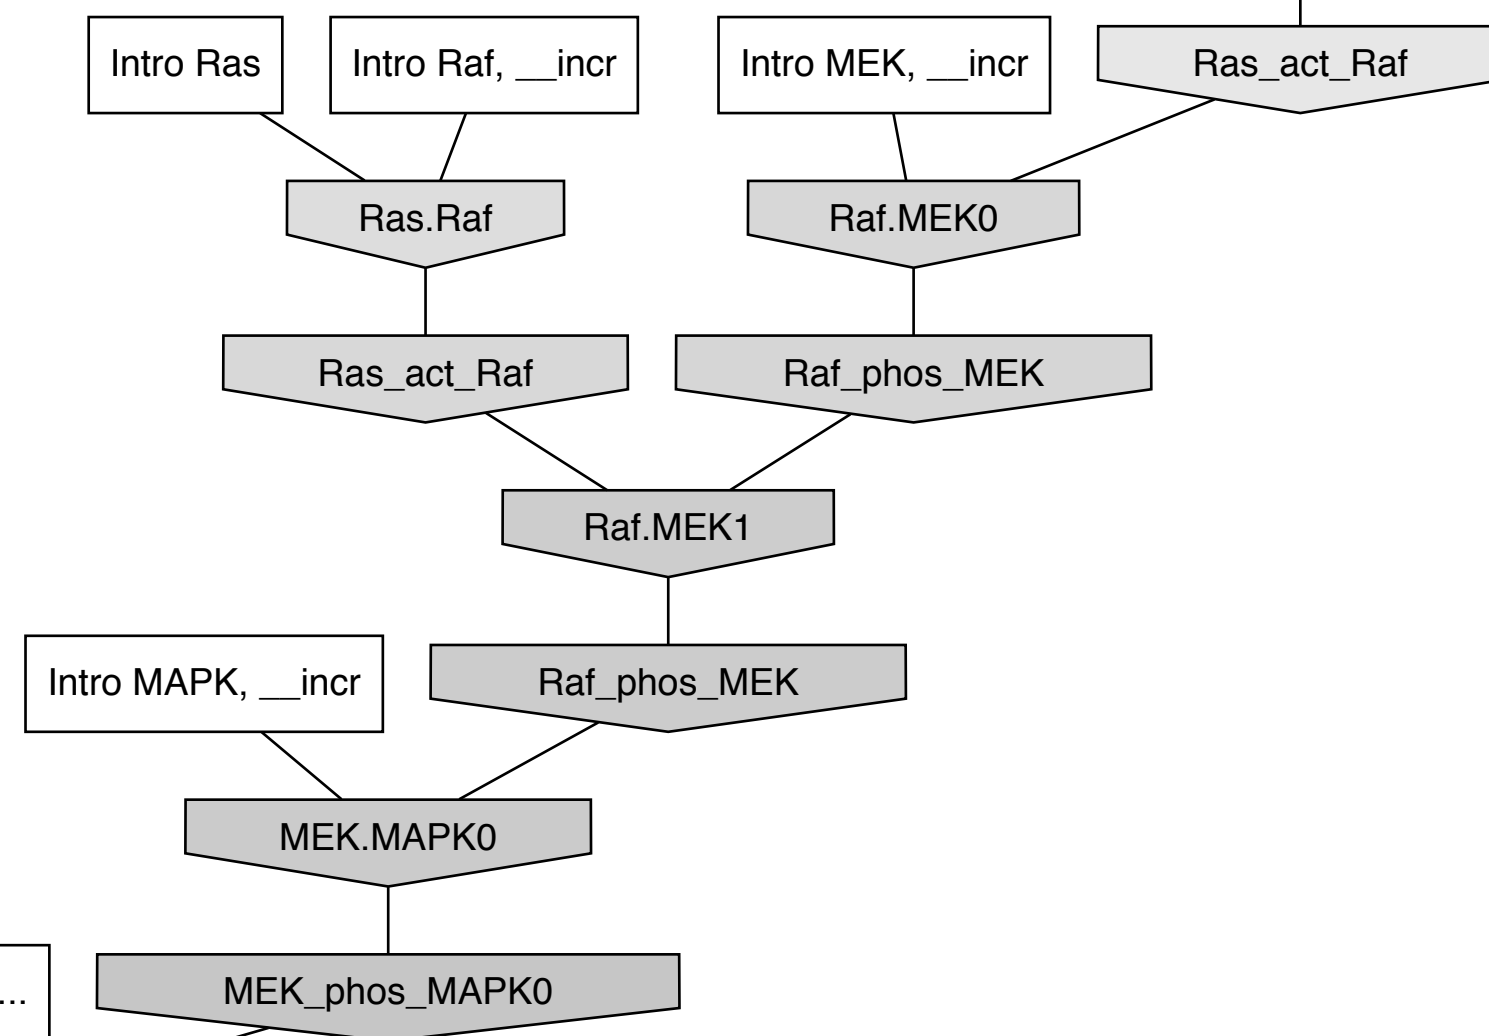 Intro Ras
Intro Raf, __incr
Intro MEK, __incr
Ras_act_Raf
Ras.Raf
Raf.MEK0
Ras_act_Raf
Raf_phos_MEK
Raf.MEK1
Intro MAPK, __incr
Raf_phos_MEK
MEK.MAPK0
...
MEK_phos_MAPK0